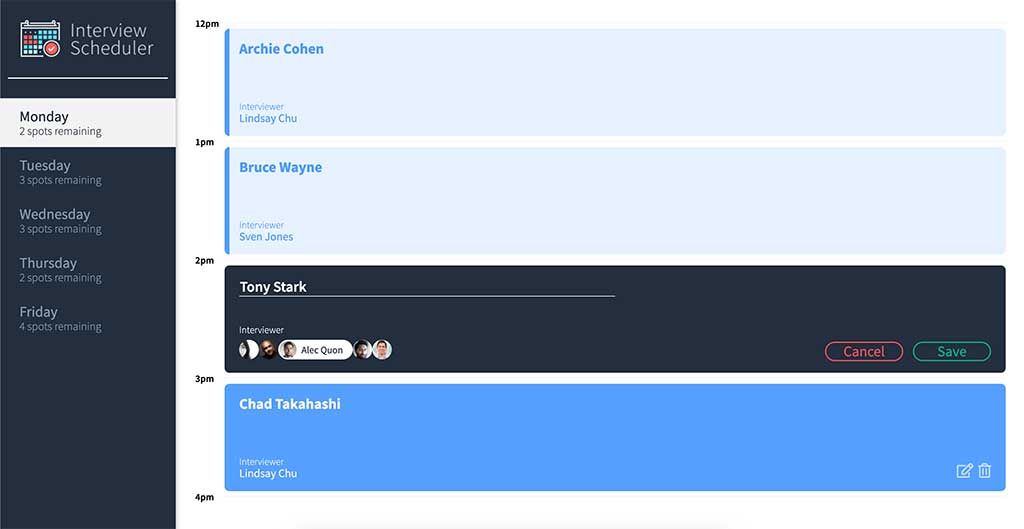 Interview
Scheduler
Monday
2 spots remaining
Tuesday
3 spots remaining
Wednesday
3 spots remaining
Thursday
2 spots remaining
Friday
4 spots remaining
12pm
Archie Cohen
Interviewer
Lindsay Chu
1pm
Bruce Wayne
Interviewer
Sven Jones
2pm
Tony Stark
Interviewer
Alec Quon
Cancel
Save
3pm
Chad Takahashi
Interviewer
Lindsay Chu
4pm